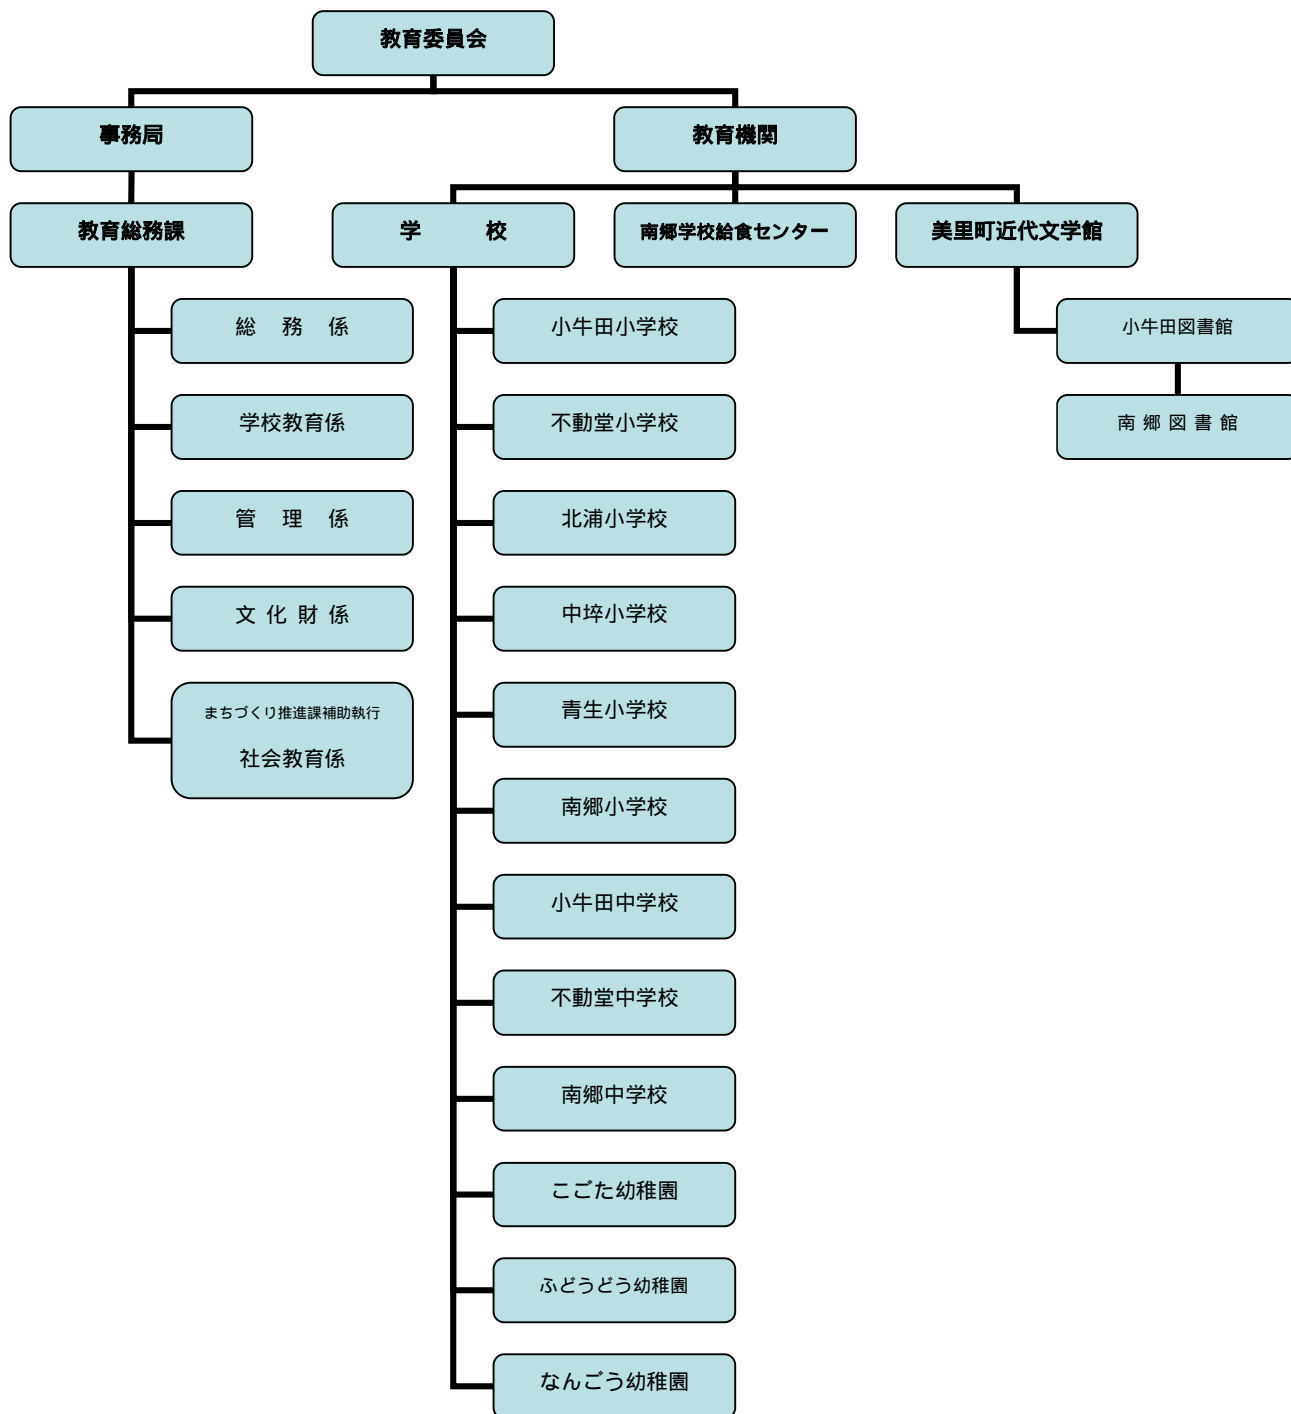 教育委員会
事務局
教育機関
教育総務課
学　　　校
南郷学校給食センター
美里町近代文学館
総　務　係
学校教育係
管　理　係
文 化 財 係
まちづくり推進課補助執行
社会教育係
小牛田小学校
不動堂小学校
北浦小学校
中埣小学校
青生小学校
南郷小学校
小牛田中学校
不動堂中学校
南郷中学校
こごた幼稚園
ふどうどう幼稚園
なんごう幼稚園
小牛田図書館
南 郷 図 書 館